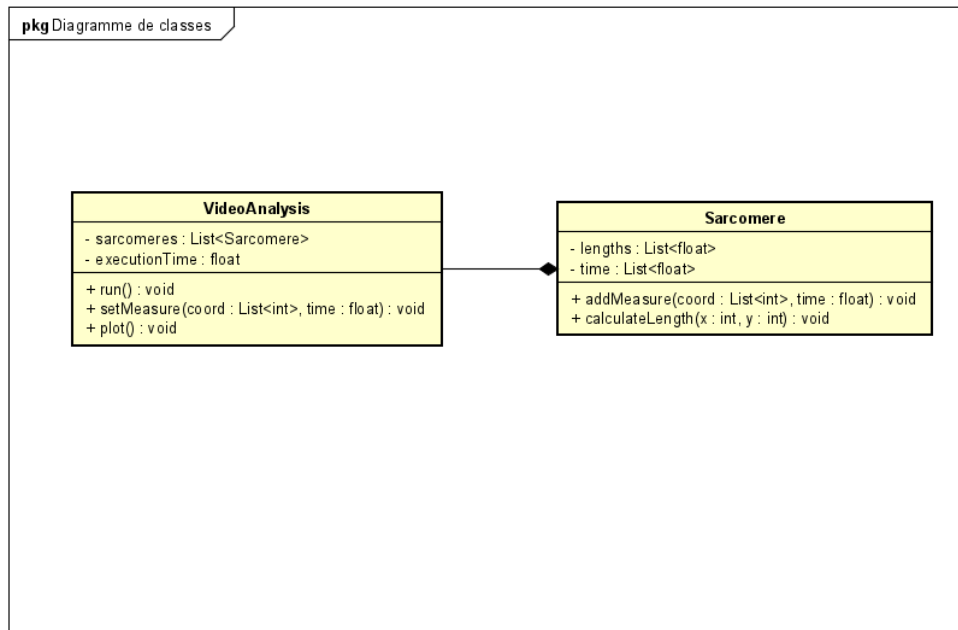 pkg Diagramme de classes
VideoAnalysis
- sarcomeres : List<Sarcomere>
- executionTime : float
+ run() : void
+ setMeasure(coord : List<int>, time : float) : void
+ plot() : void
Sarcomere
- lengths : List<float>
- time : List<float>
+ addMeasure(coord : List<int>, time : float) : void
+ calculateLength(x : int, y : int) : void